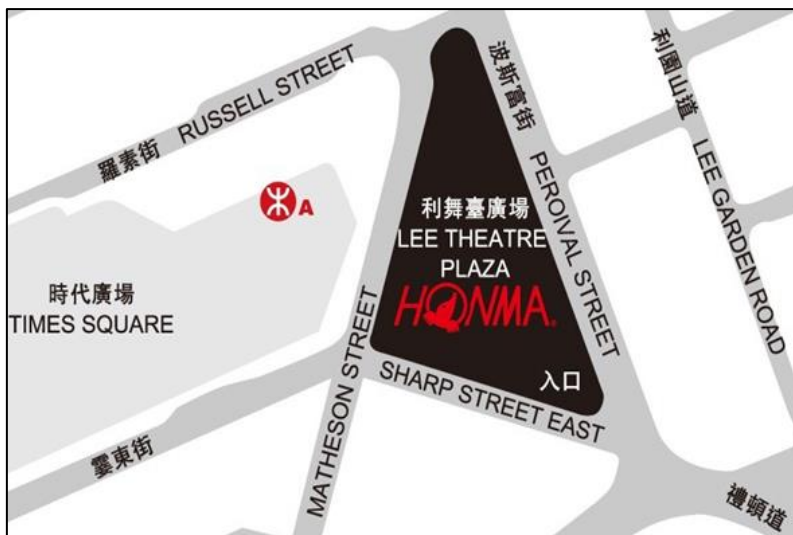 羅素街 RUSSELL STREET
波斯富街 PEROIVAL STREET
利園山道 LEE GARDEN ROAD
A
時代廣場
TIMES SQUARE
利舞臺廣場
LEE THEATRE
PLAZA
HONMA®
入口
MATHESON STREET
SHARP STREET EAST
霎東街
禮頓道